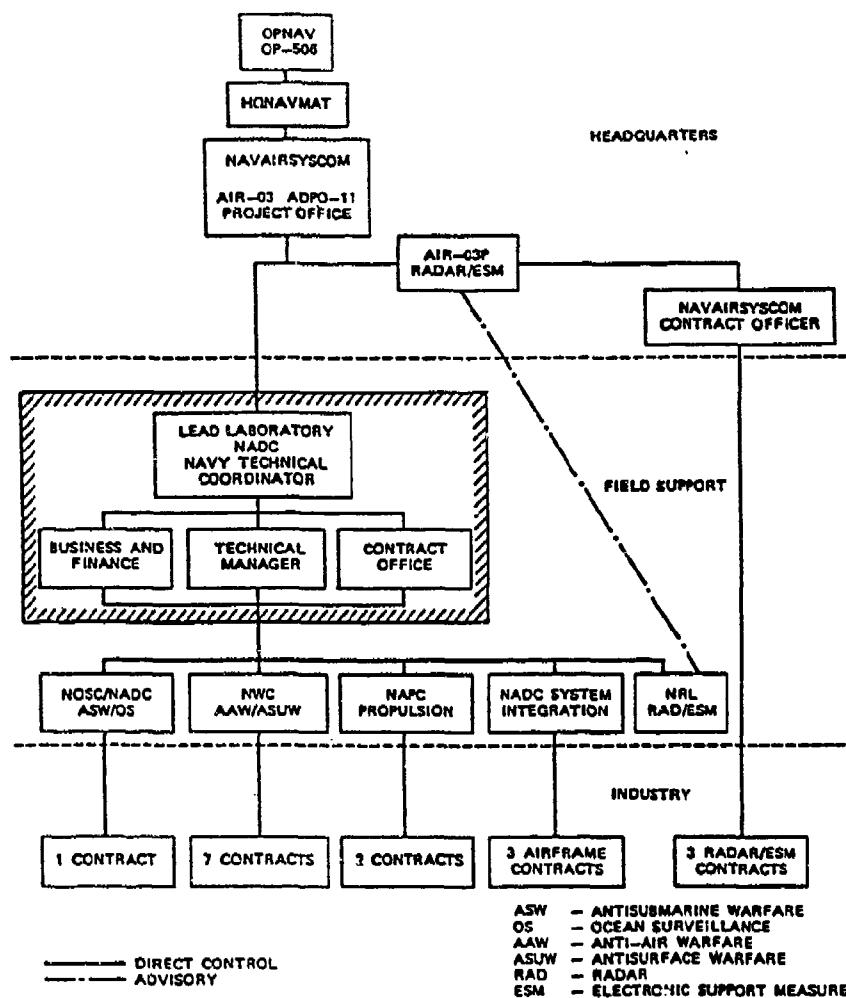 OPNAV
OP-506
HQNAVMAT
HEADQUARTERS
NAVAIRSYSCOM
AIR-03 ADPO-11
PROJECT OFFICE
AIR-03P
RADAR/ESM
NAVAIRSYSCOM
CONTRACT OFFICER
LEAD LABORATORY
NADC
NAVY TECHNICAL
COORDINATOR
FIELD SUPPORT
BUSINESS AND
FINANCE
TECHNICAL
MANAGER
CONTRACT
OFFICE
NOSC/NADC
ASW/OS
NWC
AAW/ASUW
NAPC
PROPULSION
NADC SYSTEM
INTEGRATION
NRL
RAD/ESM
INDUSTRY
1 CONTRACT
CONTRACTS
CONTRACTS
3 AIRFRAME
CONTRACTS
3 RADAR/ESM
CONTRACTS
ASW – ANTISUBMARINE WARFARE
OS – OCEAN SURVEILLANCE
AAW – ANTI-AIR WARFARE
ASUW – ANTISURFACE WARFARE
RAD – RADAR
ESM – ELECTRONIC SUPPORT MEASURE
DIRECT CONTROL
ADVISORY